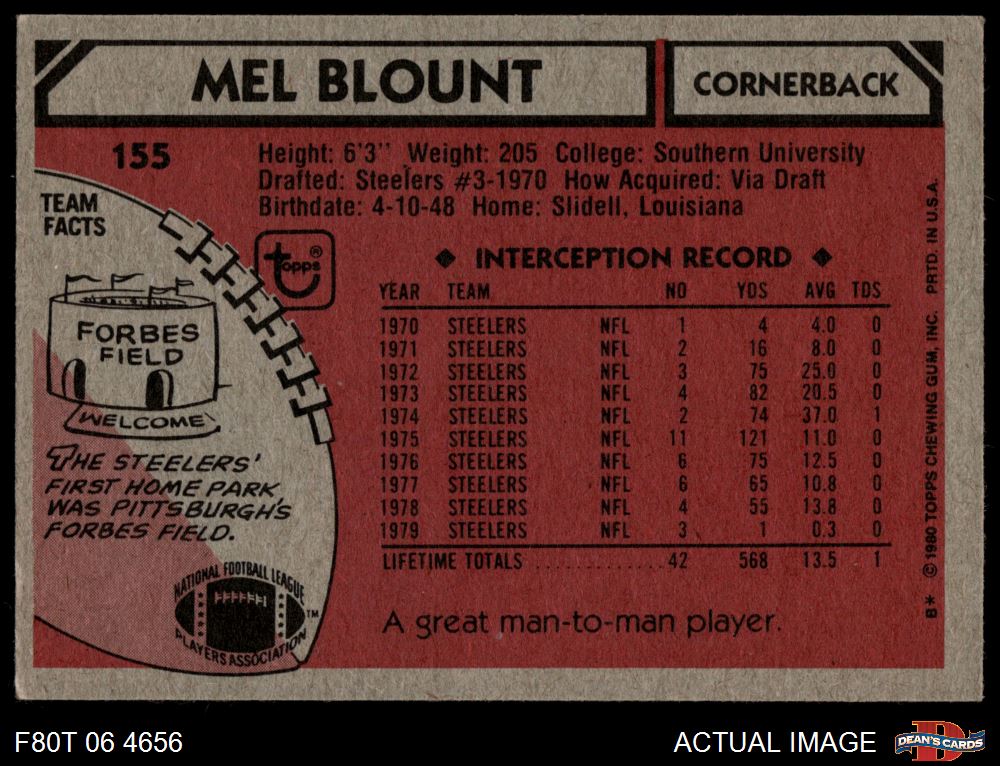 MEL BLOUNT
CORNERBACK
155
Height: 6'3" Weight: 205 College: Southern University
Drafted: Steelers #3-1970 How Acquired: Via Draft
Birthdate: 4-10-48 Home: Slidell, Louisiana
TEAM
FACTS
FORBES
FIELD
WELCOME
THE STEELERS'
FIRST HOME PARK
WAS PITTSBURGH'S
FORBES FIELD.
NATIONAL FOOTBALL LEAGUE
PLAYERS ASSOCIATION
TM
topps®
◆ INTERCEPTION RECORD ◆
YEAR TEAM NO YDS AVG TDS
1970 STEELERS NFL 1 4 4.0 0
1971 STEELERS NFL 2 16 8.0 0
1972 STEELERS NFL 3 75 25.0 0
1973 STEELERS NFL 4 82 20.5 0
1974 STEELERS NFL 2 74 37.0 1
1975 STEELERS NFL 11 121 11.0 0
1976 STEELERS NFL 6 75 12.5 0
1977 STEELERS NFL 6 65 10.8 0
1978 STEELERS NFL 4 55 13.8 0
1979 STEELERS NFL 3 1 0.3 0
LIFETIME TOTALS ............. 42 568 13.5 1
A great man-to-man player.
B* © 1980 TOPPS CHEWING GUM, INC. PRTD. IN U.S.A.
F80T 06 4656
ACTUAL IMAGE
DEAN'S CARDS